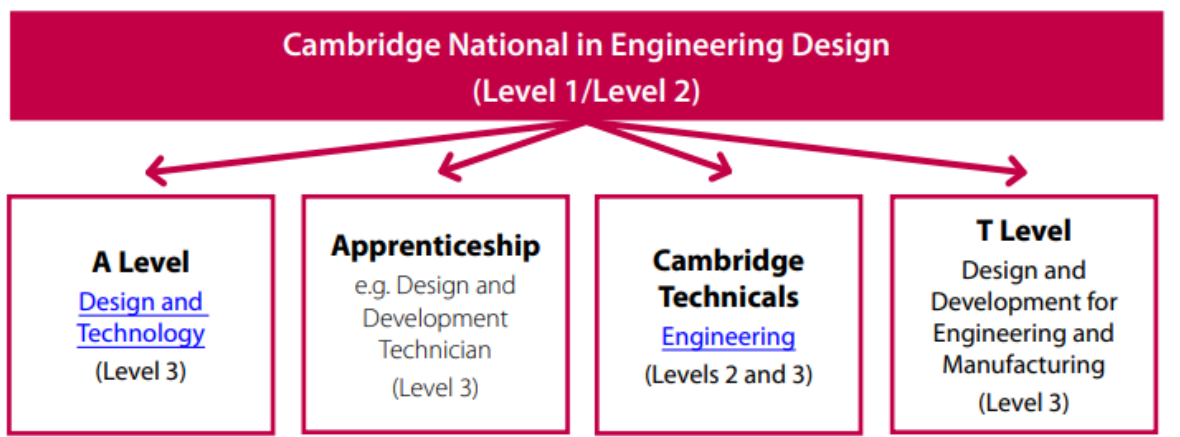 Cambridge National in Engineering Design
(Level 1/Level 2)
A Level
Design and
Technology
(Level 3)
Apprenticeship
e.g. Design and
Development
Technician
(Level 3)
Cambridge
Technicals
Engineering
(Levels 2 and 3)
T Level
Design and
Development for
Engineering and
Manufacturing
(Level 3)